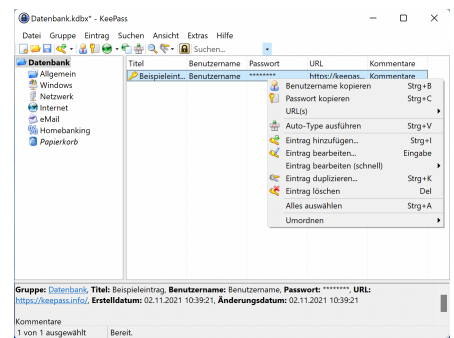 Datenbank.kdbx* - KeePass
Datei Gruppe Eintrag Suchen Ansicht Extras Hilfe
Suchen...
Datenbank
Allgemein
Windows
Netzwerk
Internet
eMail
Homebanking
Papierkorb
Titel Benutzername Passwort URL Kommentare
Beispieleint... Benutzername ******** https://keepas... Kommentare
Benutzername kopieren Strg+B
Passwort kopieren Strg+C
URL(s)
Auto-Type ausführen Strg+V
Eintrag hinzufügen... Strg+I
Eintrag bearbeiten... Eingabe
Eintrag bearbeiten (schnell)
Eintrag duplizieren... Strg+K
Eintrag löschen Del
Alles auswählen Strg+A
Umordnen
Gruppe: Datenbank, Titel: Beispieleintrag, Benutzername: Benutzername, Passwort: ********, URL:
https://keepass.info/, Erstelldatum: 02.11.2021 10:39:21, Änderungsdatum: 02.11.2021 10:39:21
Kommentare
1 von 1 ausgewählt Bereit.